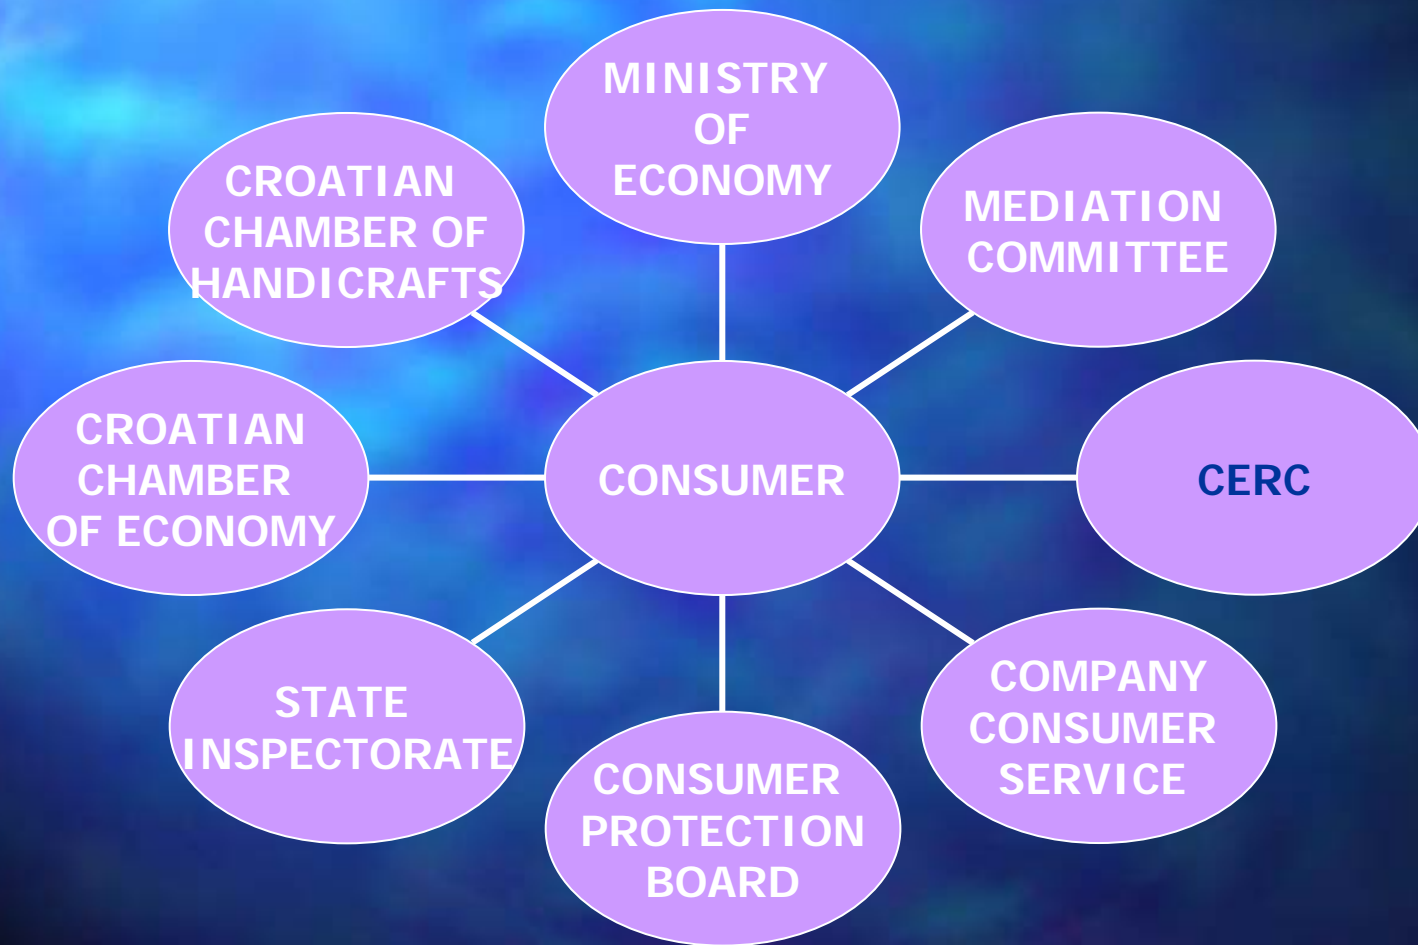 MINISTRY
OF
ECONOMY
CROATIAN
CHAMBER OF
HANDICRAFTS
MEDIATION
COMMITTEE
CROATIAN
CHAMBER
OF ECONOMY
CONSUMER
CERC
STATE
INSPECTORATE
COMPANY
CONSUMER
SERVICE
CONSUMER
PROTECTION
BOARD